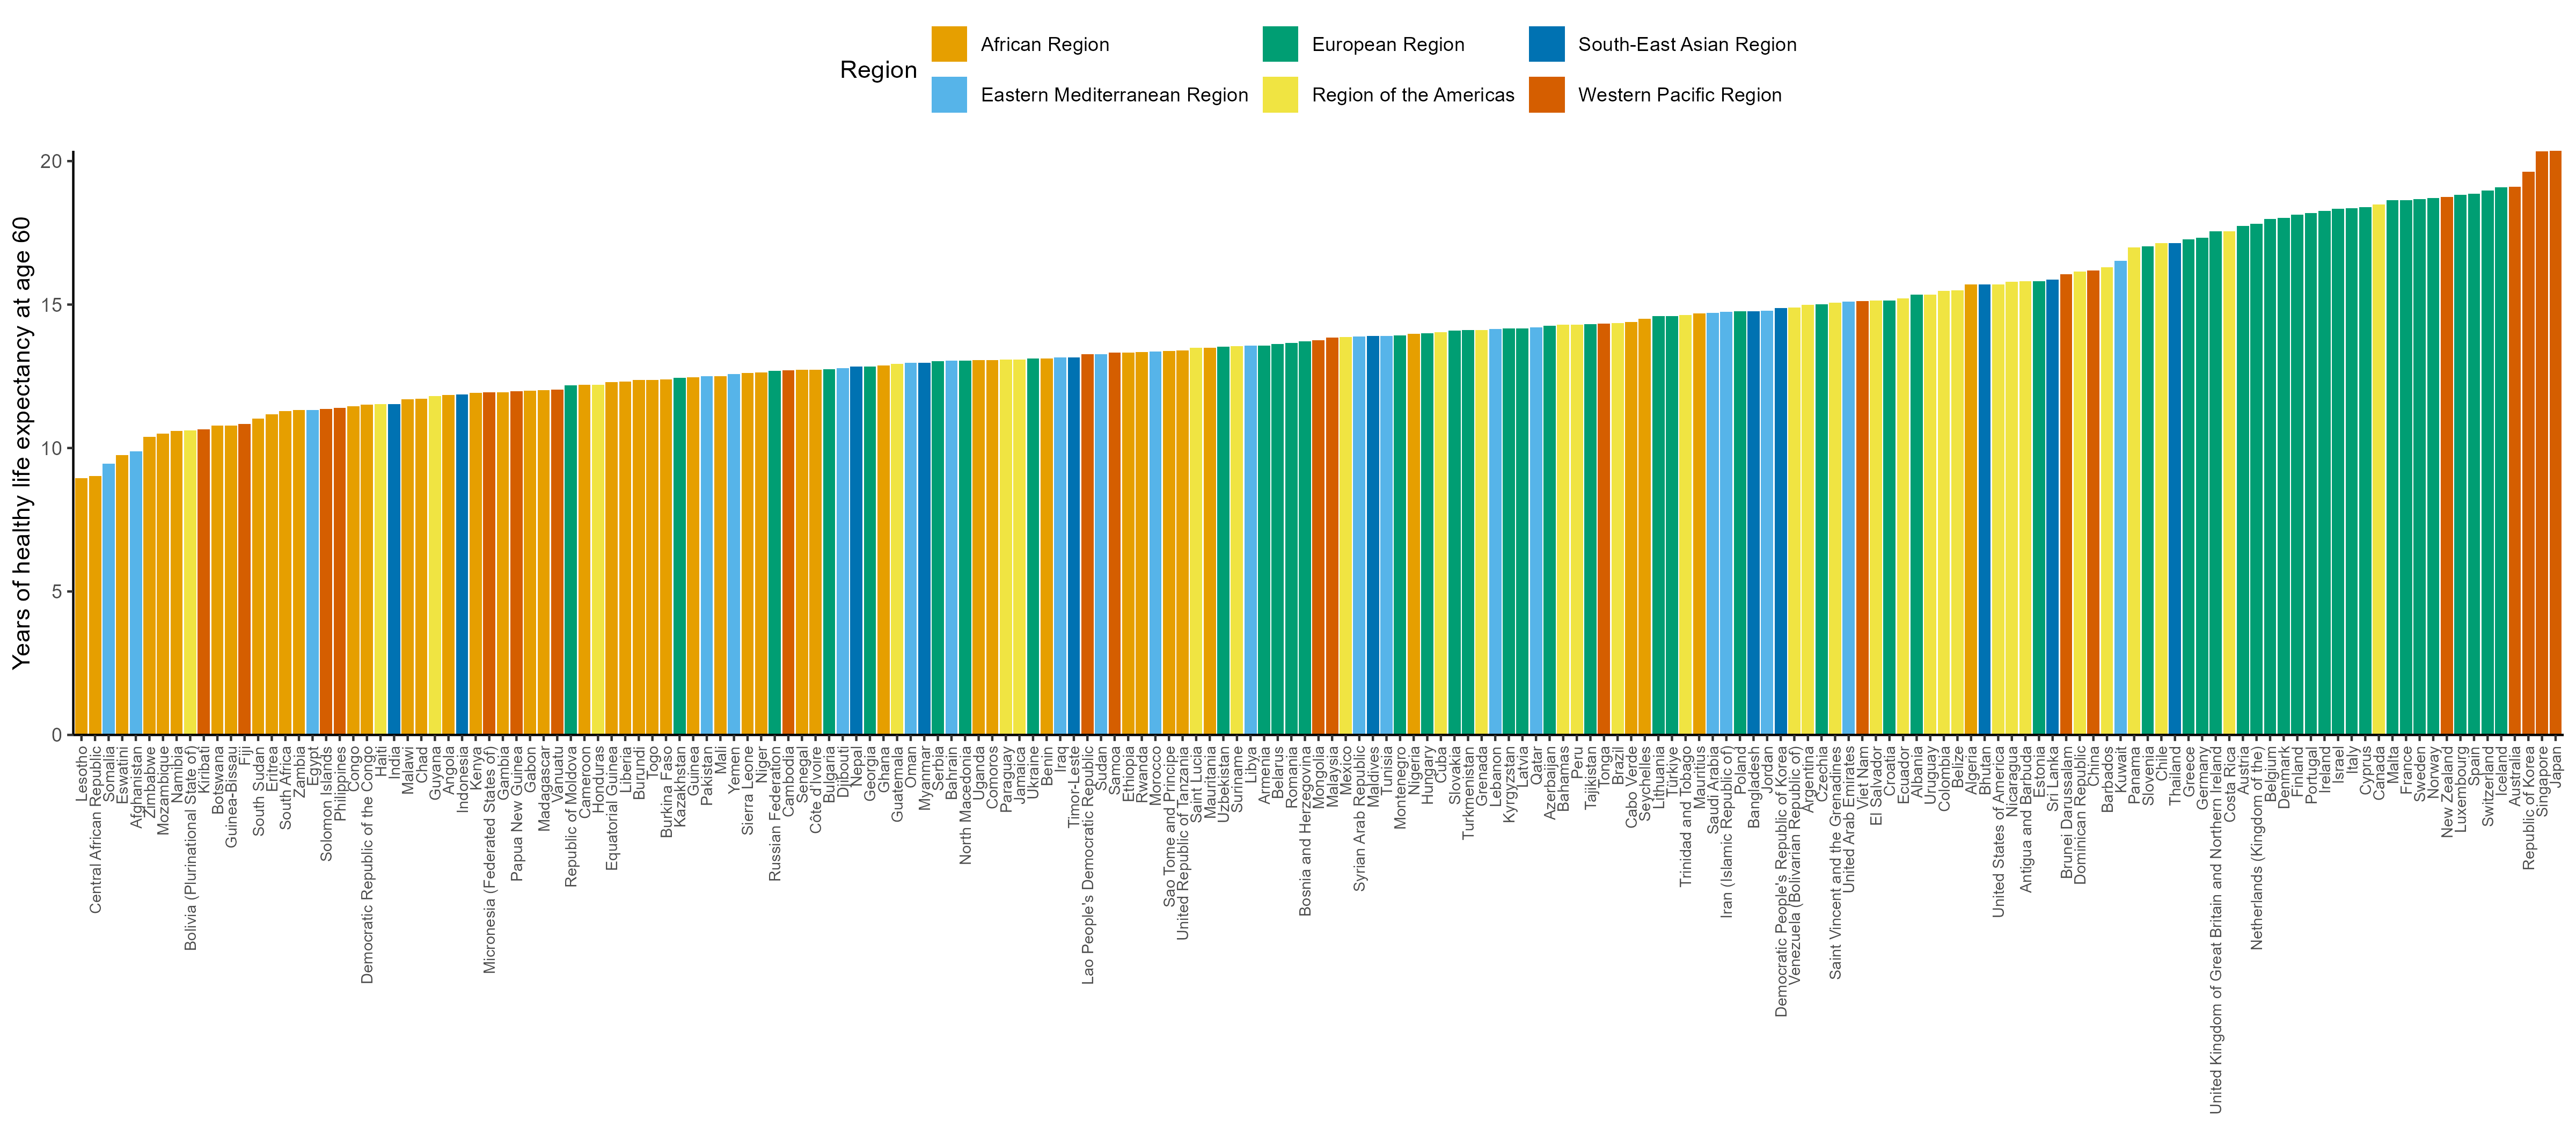 Region
African Region
European Region
South-East Asian Region
Eastern Mediterranean Region
Region of the Americas
Western Pacific Region
Years of healthy life expectancy at age 60
20
15
10
5
0
Lesotho
Central African Republic
Somalia
Eswatini
Afghanistan
Zimbabwe
Mozambique
Namibia
Bolivia (Plurinational State of)
Kiribati
Botswana
Guinea-Bissau
Fiji
South Sudan
Eritrea
South Africa
Zambia
Egypt
Solomon Islands
Philippines
Congo
Democratic Republic of the Congo
Haiti
India
Malawi
Chad
Guyana
Angola
Indonesia
Kenya
Micronesia (Federated States of)
Gambia
Papua New Guinea
Gabon
Madagascar
Vanuatu
Republic of Moldova
Cameroon
Honduras
Equatorial Guinea
Liberia
Burundi
Togo
Burkina Faso
Kazakhstan
Guinea
Pakistan
Mali
Yemen
Sierra Leone
Niger
Russian Federation
Cambodia
Senegal
Côte d'Ivoire
Bulgaria
Djibouti
Nepal
Georgia
Ghana
Guatemala
Oman
Myanmar
Serbia
Bahrain
North Macedonia
Uganda
Comoros
Paraguay
Jamaica
Ukraine
Benin
Iraq
Timor-Leste
Lao People's Democratic Republic
Sudan
Samoa
Ethiopia
Rwanda
Morocco
Sao Tome and Principe
United Republic of Tanzania
Saint Lucia
Mauritania
Uzbekistan
Suriname
Libya
Armenia
Belarus
Romania
Bosnia and Herzegovina
Mongolia
Malaysia
Mexico
Syrian Arab Republic
Maldives
Tunisia
Montenegro
Nigeria
Hungary
Cuba
Slovakia
Turkmenistan
Grenada
Lebanon
Kyrgyzstan
Latvia
Qatar
Azerbaijan
Bahamas
Peru
Tajikistan
Tonga
Brazil
Cabo Verde
Seychelles
Lithuania
Türkiye
Trinidad and Tobago
Mauritius
Saudi Arabia
Iran (Islamic Republic of)
Poland
Bangladesh
Jordan
Democratic People's Republic of Korea
Venezuela (Bolivarian Republic of)
Argentina
Czechia
Saint Vincent and the Grenadines
United Arab Emirates
Viet Nam
El Salvador
Croatia
Ecuador
Albania
Uruguay
Colombia
Belize
Algeria
Bhutan
United States of America
Nicaragua
Antigua and Barbuda
Estonia
Sri Lanka
Brunei Darussalam
Dominican Republic
China
Barbados
Kuwait
Panama
Slovenia
Chile
Thailand
Greece
Germany
United Kingdom of Great Britain and Northern Ireland
Costa Rica
Austria
Netherlands (Kingdom of the)
Belgium
Denmark
Finland
Portugal
Ireland
Israel
Italy
Cyprus
Canada
Malta
France
Sweden
Norway
New Zealand
Luxembourg
Spain
Switzerland
Iceland
Australia
Republic of Korea
Singapore
Japan